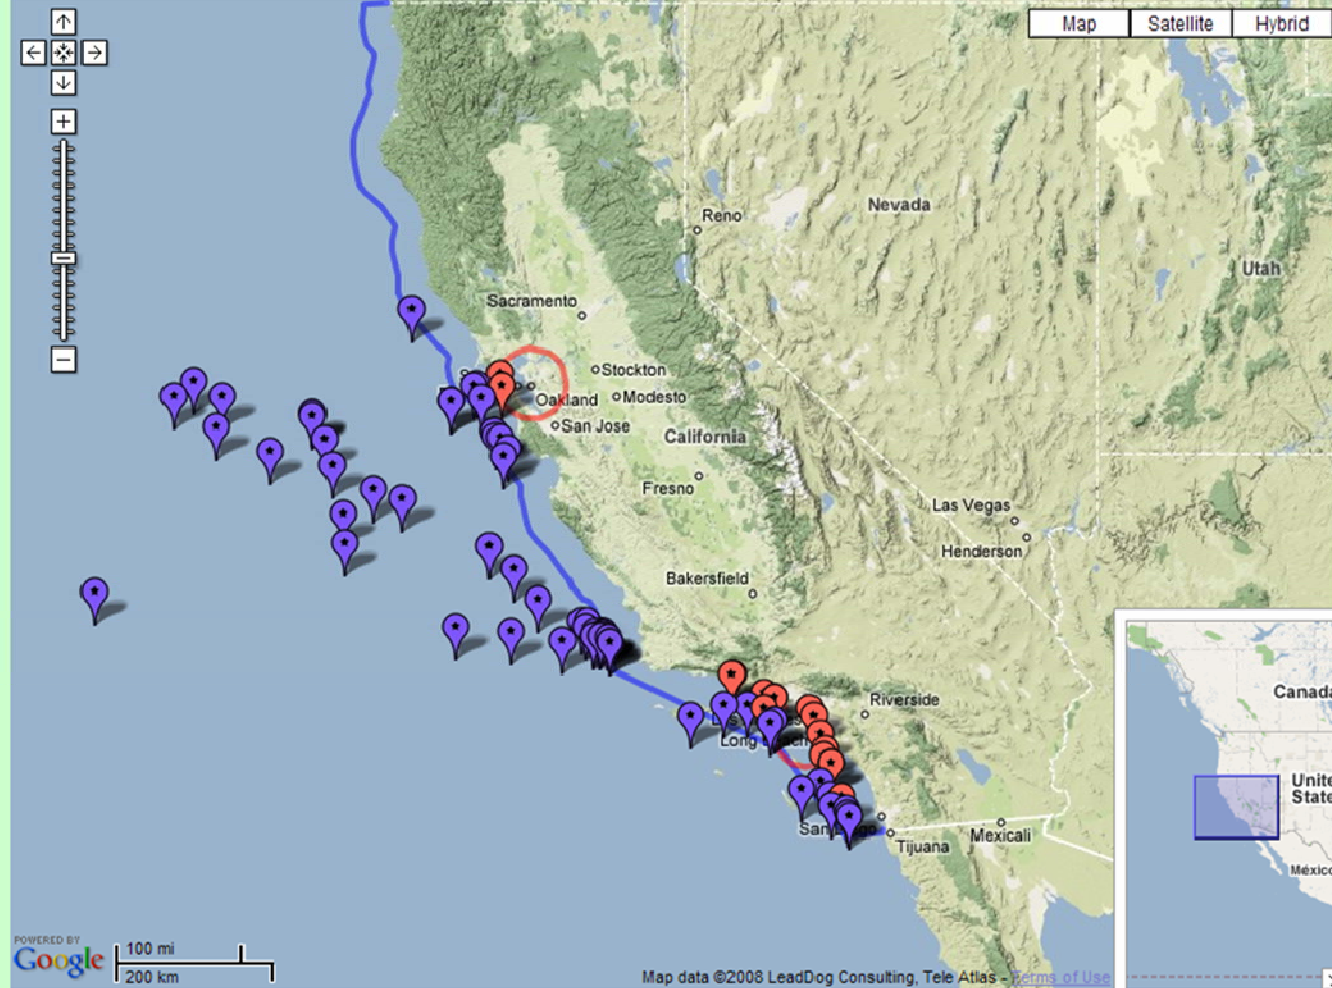 Map
Satellite
Hybrid
Reno
Nevada
Utah
Sacramento
Stockton
Oakland
Modesto
San Jose
California
Fresno
Las Vegas
Henderson
Bakersfield
Riverside
Long
San
Tijuana
Mexicali
Canada
Unite
State
México
POWERED BY
Google
100 mi
200 km
Map data ©2008 LeadDog Consulting, Tele Atlas - Terms of Use